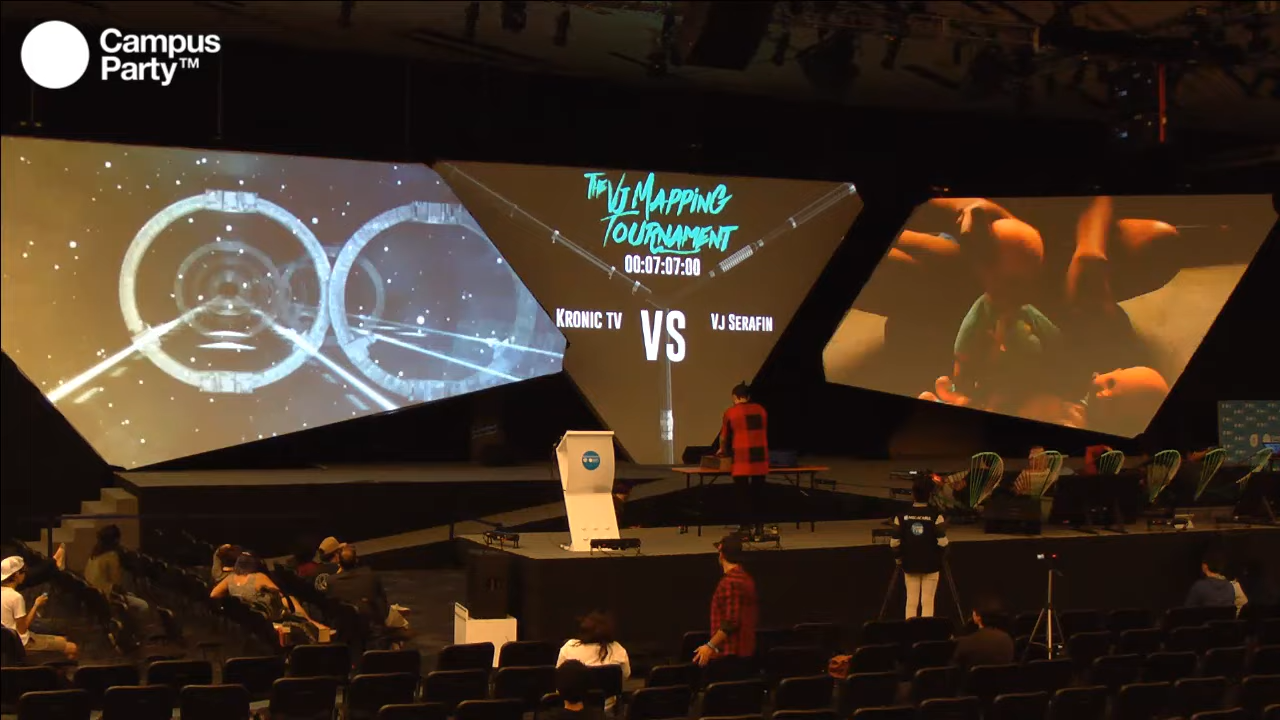 Campus
Party™
THE VJ MAPPING
TOURNAMENT
00:07:07:00
KRONIC TV
VS
VJ SERAFIN